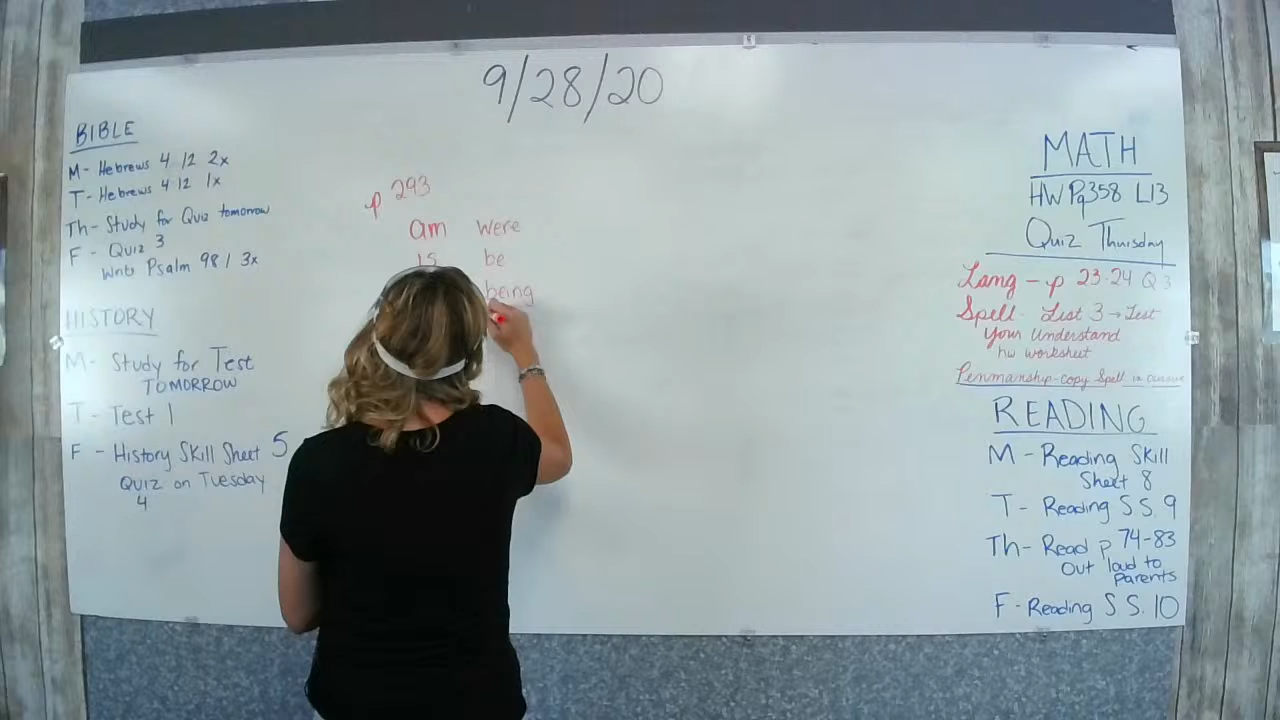 9/28/20
BIBLE
M- Hebrews 4 12 2x
T- Hebrews 4 12 1x
Th- Study for Quiz tomorrow
F - Quiz 3
Write Psalm 98 1 3x
HISTORY
M- Study for Test
TOMORROW
T - Test 1
F - History Skill Sheet 5
QUIZ on Tuesday
4
p 293
am were
is be
being
MATH
HW Pg358 L13
Quiz Thursday
Lang - p 23-24 Q 3
Spell. List 3 → Test
Your Understand
hw worksheet
Penmanship-copy Spell in cursive
READING
M - Reading Skill
Sheet 8
T - Reading S S. 9
Th- Read p 74-83
Out loud to
Parents
F - Reading S S. 10